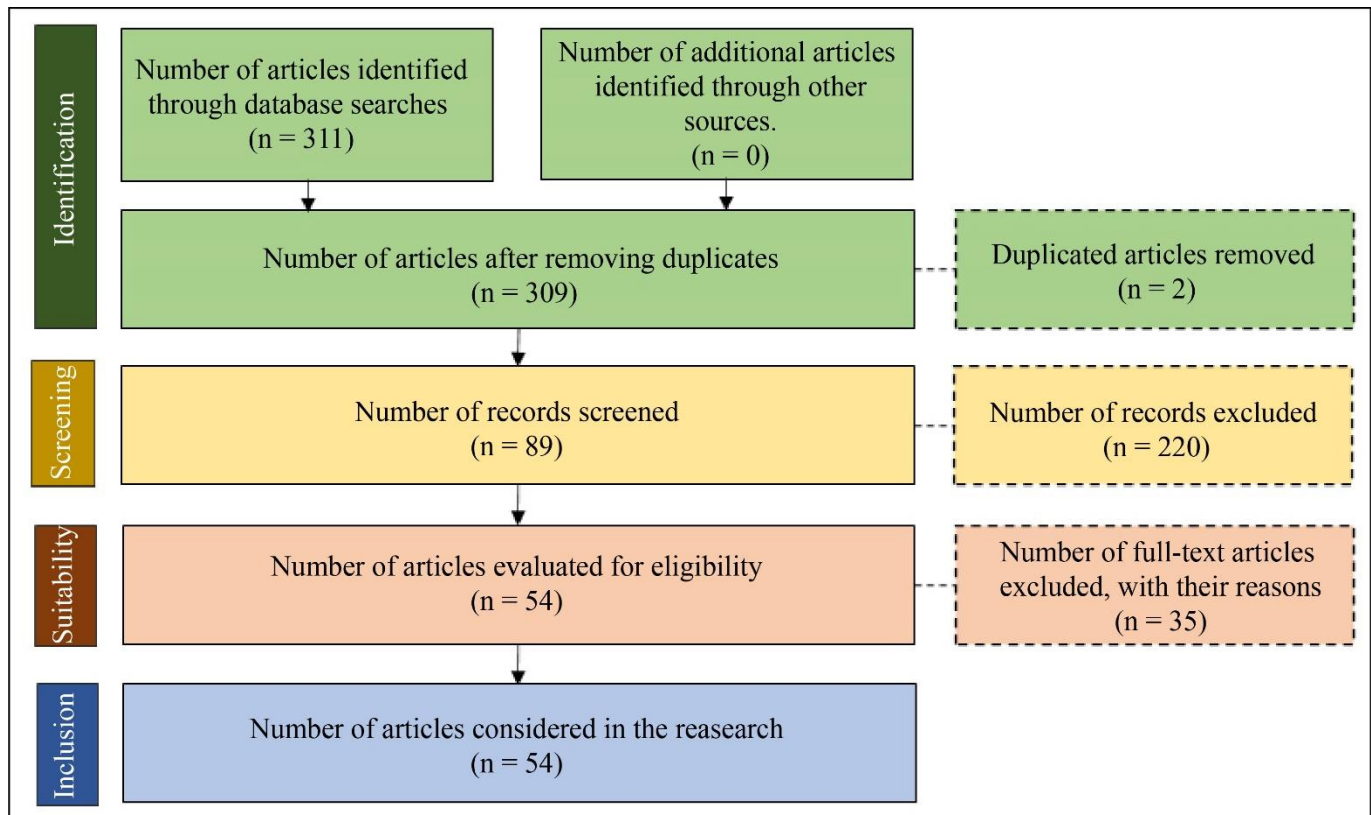 Identification
Number of articles identified
through database searches
(n = 311)
Number of additional articles
identified through other
sources.
(n = 0)
Number of articles after removing duplicates
(n = 309)
Duplicated articles removed
(n = 2)
Screening
Number of records screened
(n = 89)
Number of records excluded
(n = 220)
Suitability
Number of articles evaluated for eligibility
(n = 54)
Number of full-text articles
excluded, with their reasons
(n = 35)
Inclusion
Number of articles considered in the reasearch
(n = 54)